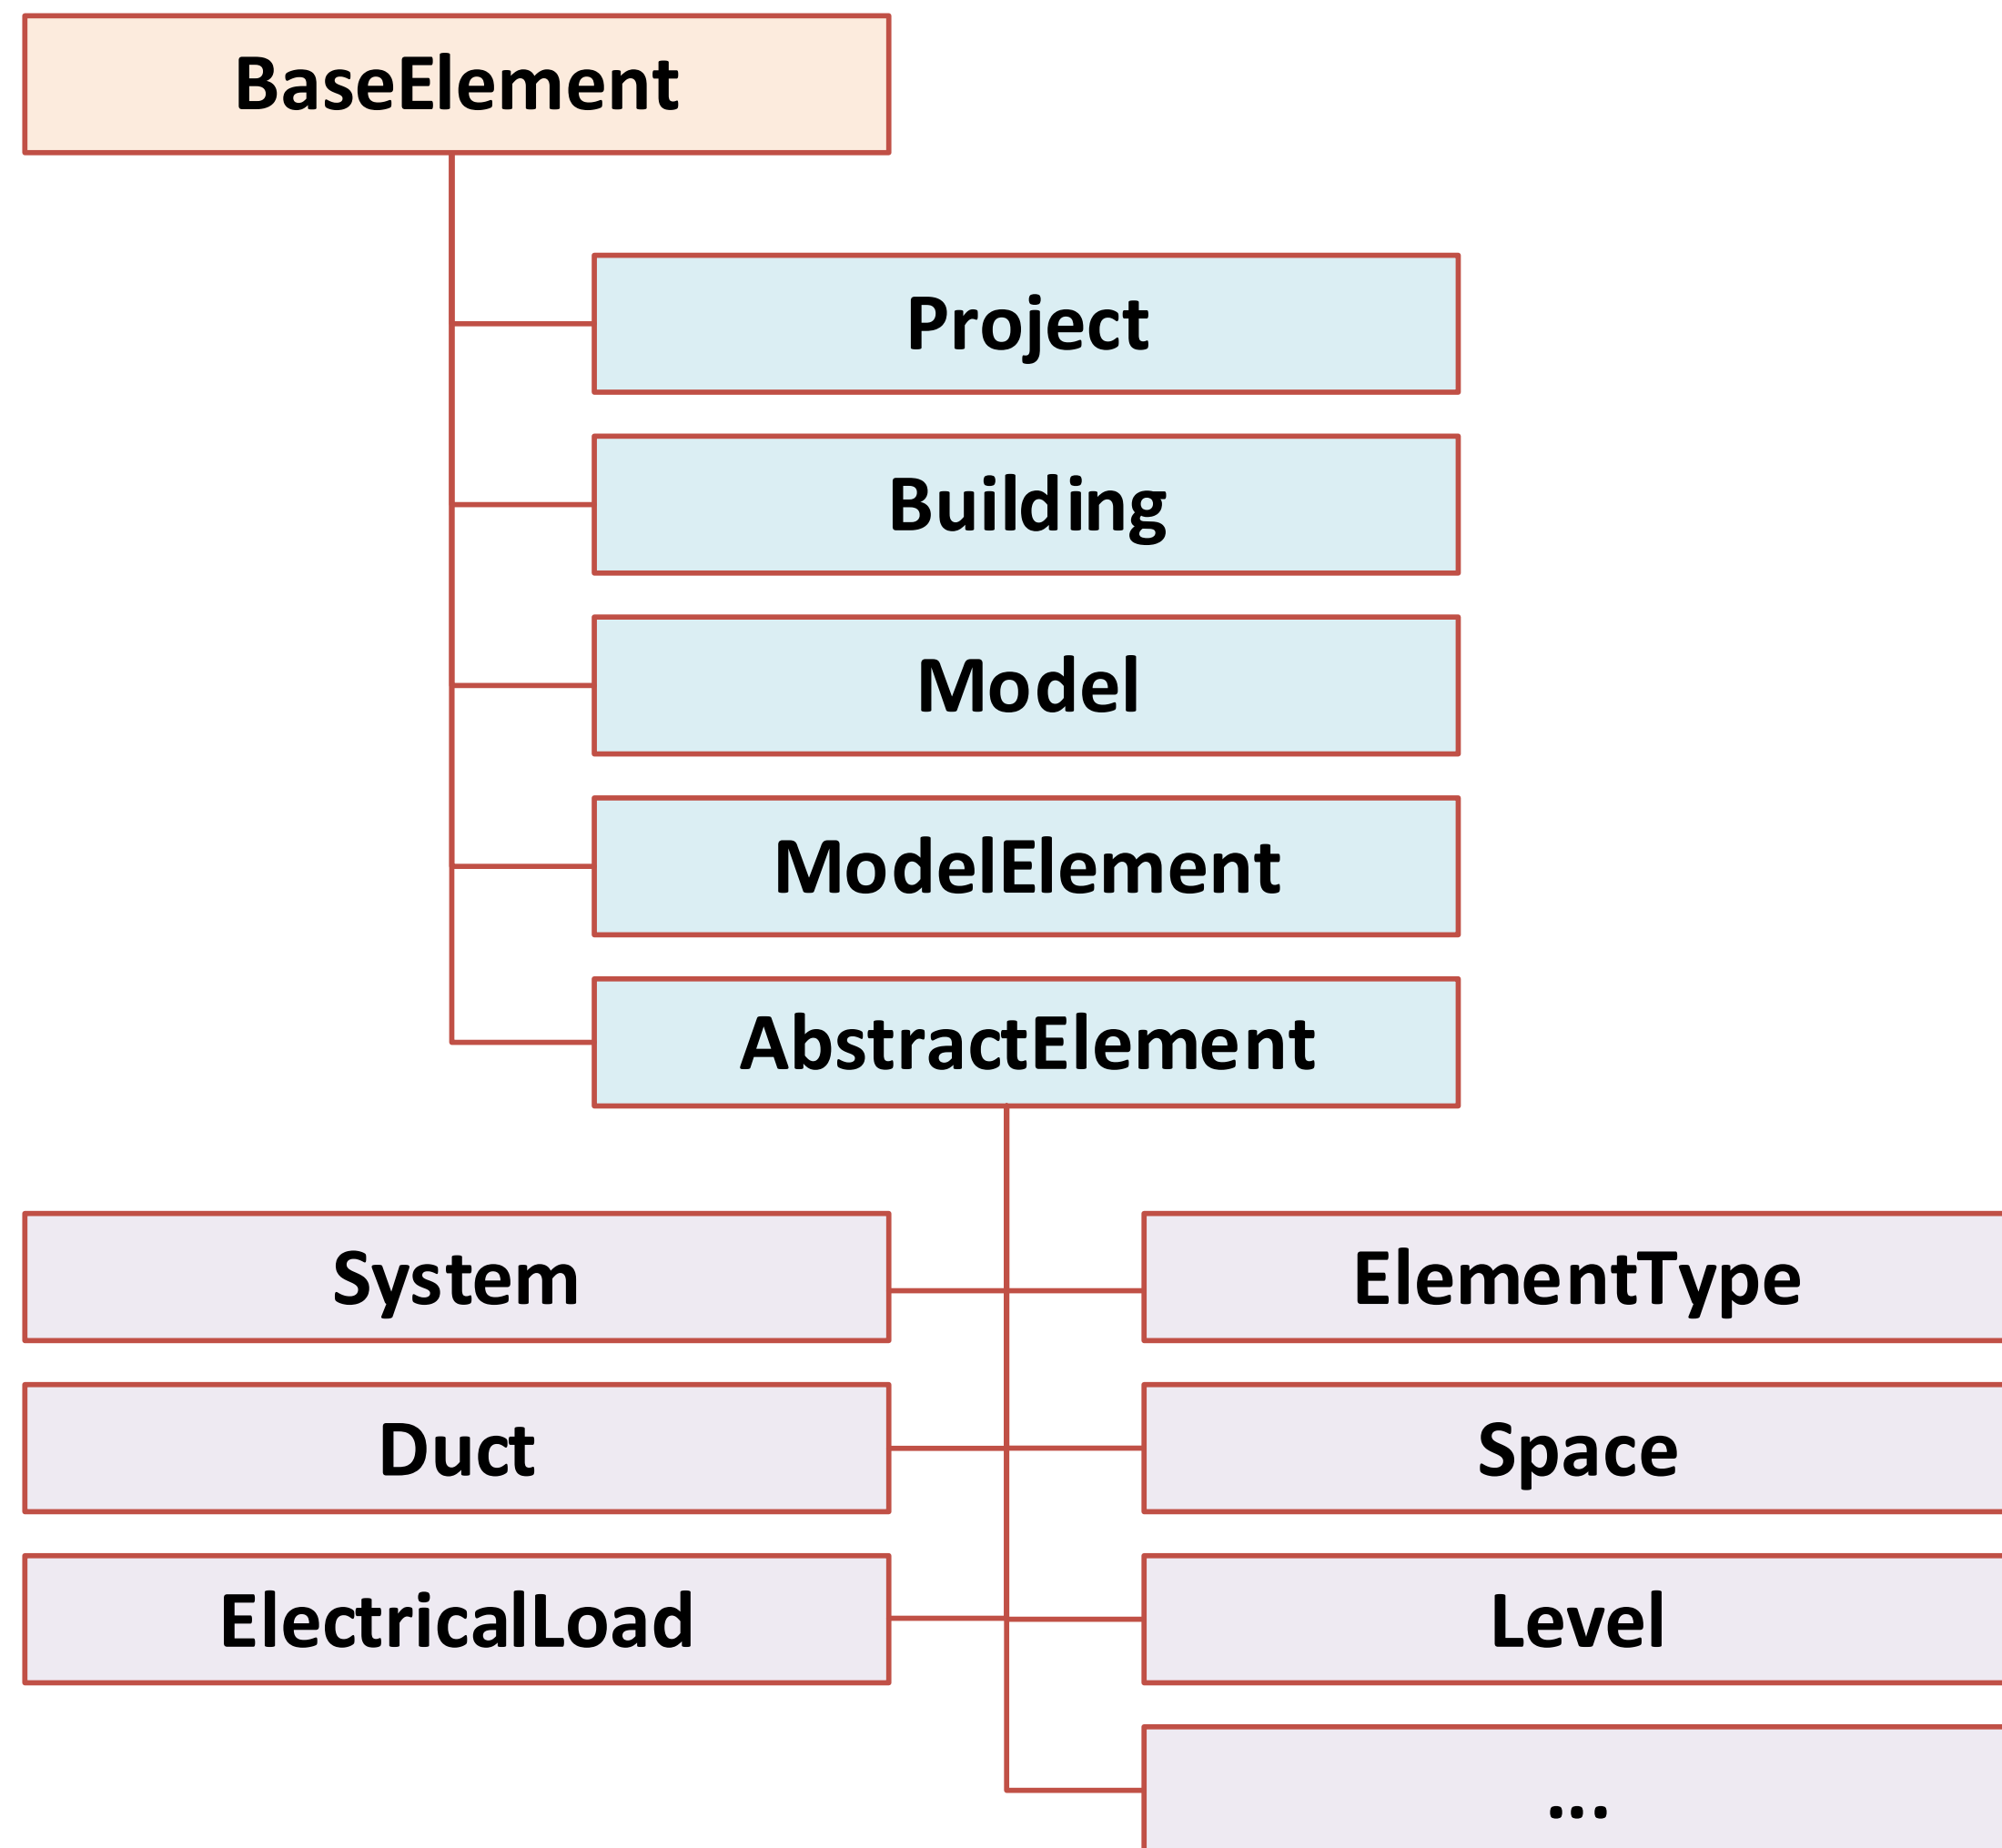 BaseElement
Project
Building
Model
ModelElement
AbstractElement
System
ElementType
Duct
Space
ElectricalLoad
Level
...